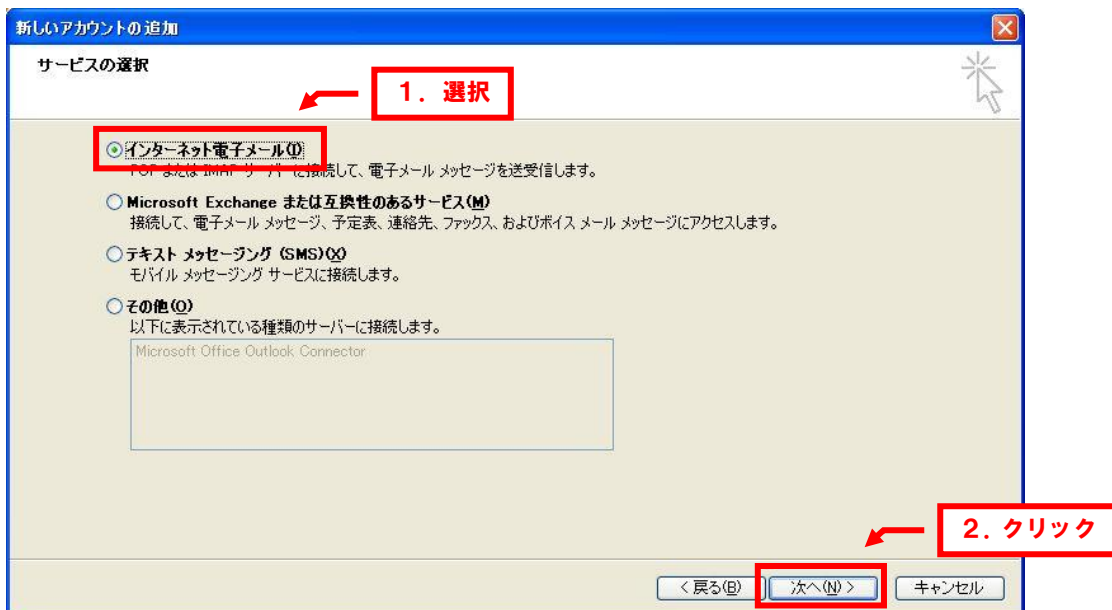 新しいアカウントの追加
サービスの選択
1. 選択
インターネット電子メール(I)
POP または IMAP サーバーに接続して、電子メール メッセージを送受信します。
Microsoft Exchange または互換性のあるサービス(M)
接続して、電子メール メッセージ、予定表、連絡先、ファックス、およびボイス メール メッセージにアクセスします。
テキスト メッセージング (SMS)(X)
モバイル メッセージング サービスに接続します。
その他(O)
以下に表示されている種類のサーバーに接続します。
Microsoft Office Outlook Connector
2. クリック
< 戻る(B) 次へ(N) > キャンセル